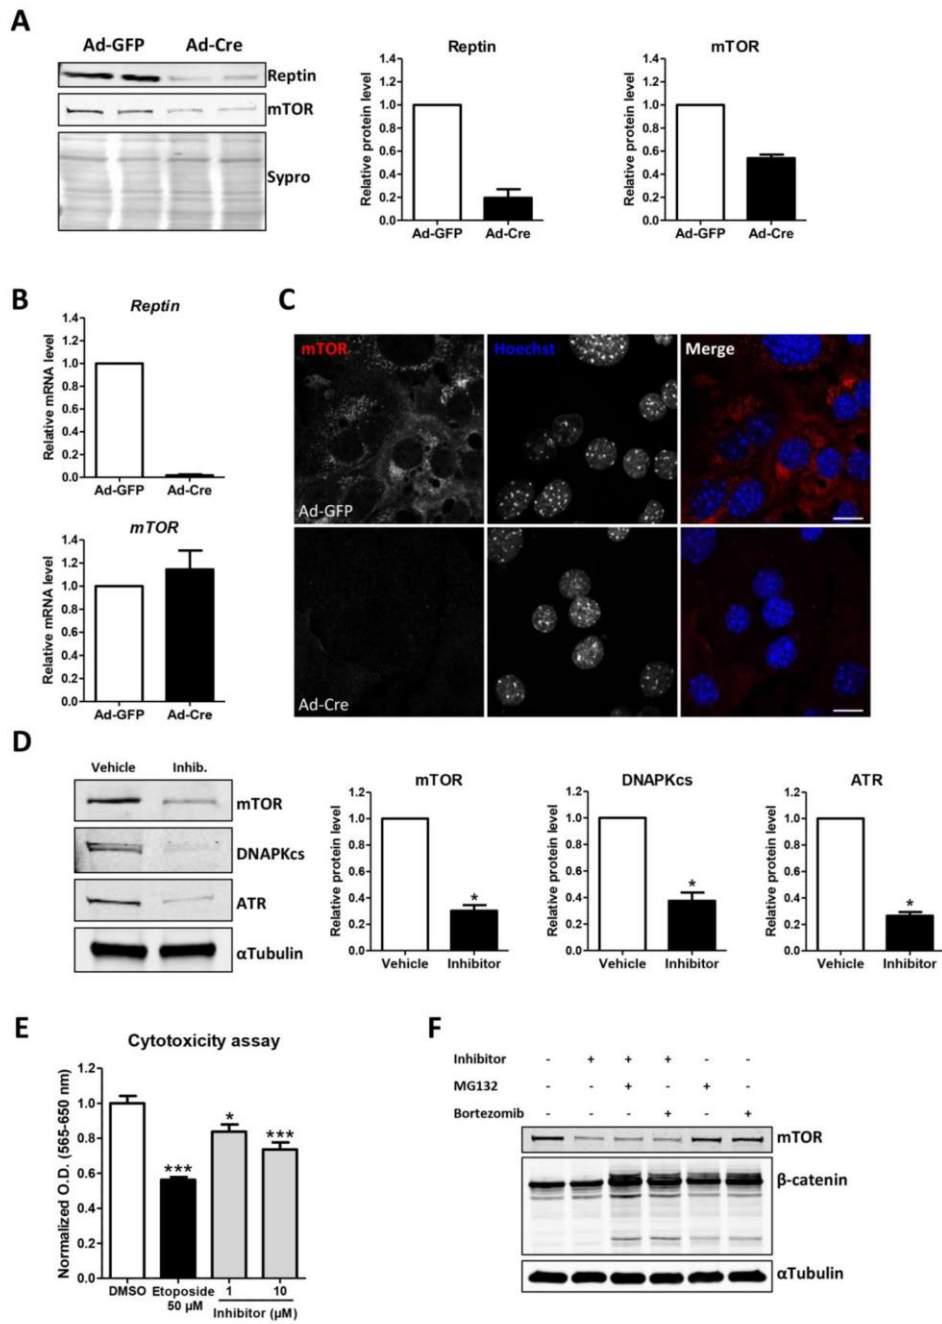 A
Ad-GFP Ad-Cre
Reptin
mTOR
Sypro
Reptin
Relative protein level
1.4
1.2
1.0
0.8
0.6
0.4
0.2
0.0
Ad-GFP Ad-Cre
mTOR
Relative protein level
1.4
1.2
1.0
0.8
0.6
0.4
0.2
0.0
Ad-GFP Ad-Cre
B
Reptin
Relative mRNA level
1.4
1.2
1.0
0.8
0.6
0.4
0.2
0.0
Ad-GFP Ad-Cre
mTOR
Relative mRNA level
1.4
1.2
1.0
0.8
0.6
0.4
0.2
0.0
Ad-GFP Ad-Cre
C
mTOR Hoechst Merge
Ad-GFP
Ad-Cre
D
Vehicle Inhib.
mTOR
DNAPKcs
ATR
αTubulin
mTOR
Relative protein level
1.2
1.0
0.8
0.6
0.4
0.2
0.0
*
Vehicle Inhibitor
DNAPKcs
Relative protein level
1.2
1.0
0.8
0.6
0.4
0.2
0.0
*
Vehicle Inhibitor
ATR
Relative protein level
1.2
1.0
0.8
0.6
0.4
0.2
0.0
*
Vehicle Inhibitor
E
Cytotoxicity assay
Normalized O.D. (565-650 nm)
1.2
1.0
0.8
0.6
0.4
0.2
0.0
*** * ***
DMSO Etoposide 1 10
50 µM Inhibitor (µM)
F
Inhibitor - + + + - -
MG132 - - + - + -
Bortezomib - - - + - +
mTOR
β-catenin
αTubulin